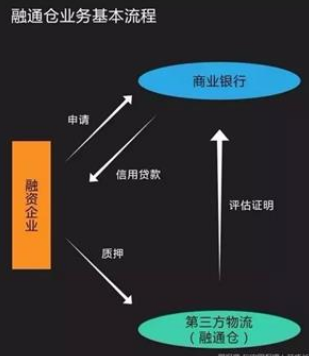 融通仓业务基本流程
商业银行
申请
信用贷款
融资企业
评估证明
质押
第三方物流
（融通仓）